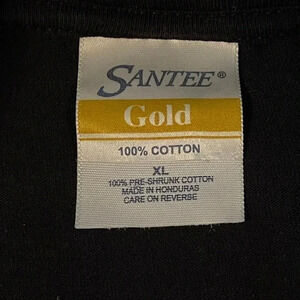 SANTEE®
Gold
100% COTTON
XL
100% PRE-SHRUNK COTTON
MADE IN HONDURAS
CARE ON REVERSE